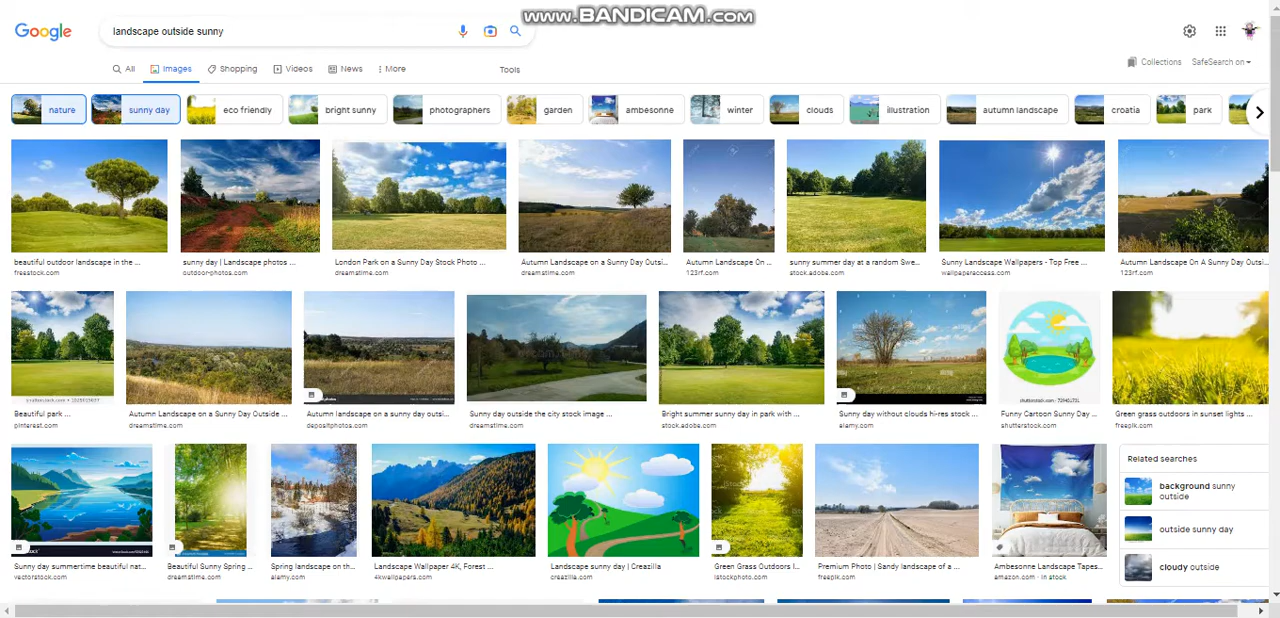 www.BANDICAM.com
Google
landscape outside sunny
All
Images
Shopping
Videos
News
More
Tools
Collections
SafeSearch on
nature
sunny day
eco friendly
bright sunny
photographers
garden
ambesonne
winter
clouds
illustration
autumn landscape
croatia
park
beautiful outdoor landscape in the ...
freestock.com
sunny day | Landscape photos ...
outdoor-photos.com
London Park on a Sunny Day Stock Photo ...
dreamstime.com
Autumn Landscape on a Sunny Day Outsi...
dreamstime.com
Autumn Landscape On ...
123rf.com
sunny summer day at a random Swe...
stock.adobe.com
Sunny Landscape Wallpapers - Top Free ...
wallpaperaccess.com
Autumn Landscape On A Sunny Day Outsi...
123rf.com
Beautiful park ...
pinterest.com
Autumn Landscape on a Sunny Day Outside ...
dreamstime.com
Autumn landscape on a sunny day outsi...
depositphotos.com
Sunny day outside the city stock image ...
dreamstime.com
Bright summer sunny day in park with ...
stock.adobe.com
Sunny day without clouds hi-res stock ...
alamy.com
Funny Cartoon Sunny Day ...
shutterstock.com
Green grass outdoors in sunset lights ...
freepik.com
Sunny day summertime beautiful nat...
vectorstock.com
Beautiful Sunny Spring ...
dreamstime.com
Spring landscape on th...
alamy.com
Landscape Wallpaper 4K, Forest ...
4kwallpapers.com
Landscape sunny day | Creazilla
creazilla.com
Green Grass Outdoors I...
istockphoto.com
Premium Photo | Sandy landscape of a ...
freepik.com
Ambesonne Landscape Tapes...
amazon.com · In stock
Related searches
background sunny
outside
outside sunny day
cloudy outside